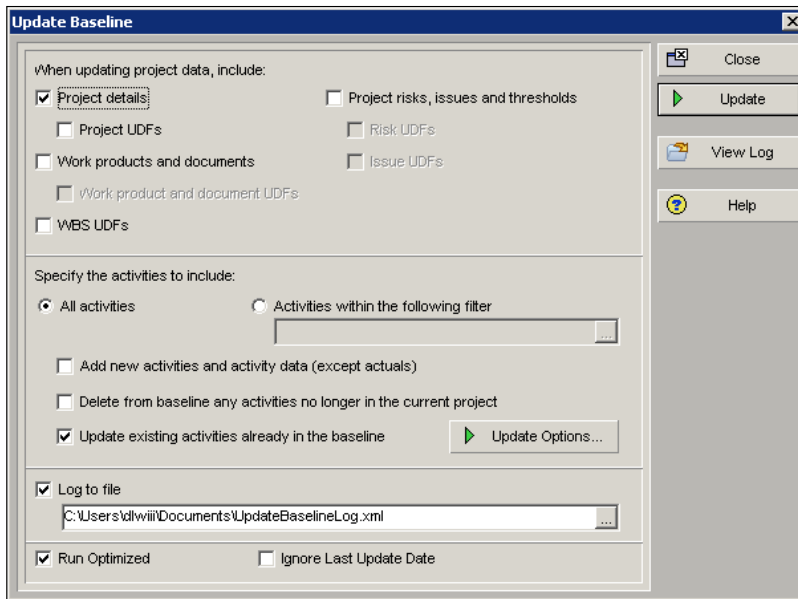 Update Baseline
When updating project data, include:
Project details
Project risks, issues and thresholds
Project UDFs
Risk UDFs
Work products and documents
Issue UDFs
Work product and document UDFs
WBS UDFs
Specify the activities to include:
All activities
Activities within the following filter
...
Add new activities and activity data (except actuals)
Delete from baseline any activities no longer in the current project
Update existing activities already in the baseline
Update Options...
Log to file
C:\Users\dlwiii\Documents\UpdateBaselineLog.xml
...
Run Optimized
Ignore Last Update Date
Close
Update
View Log
Help